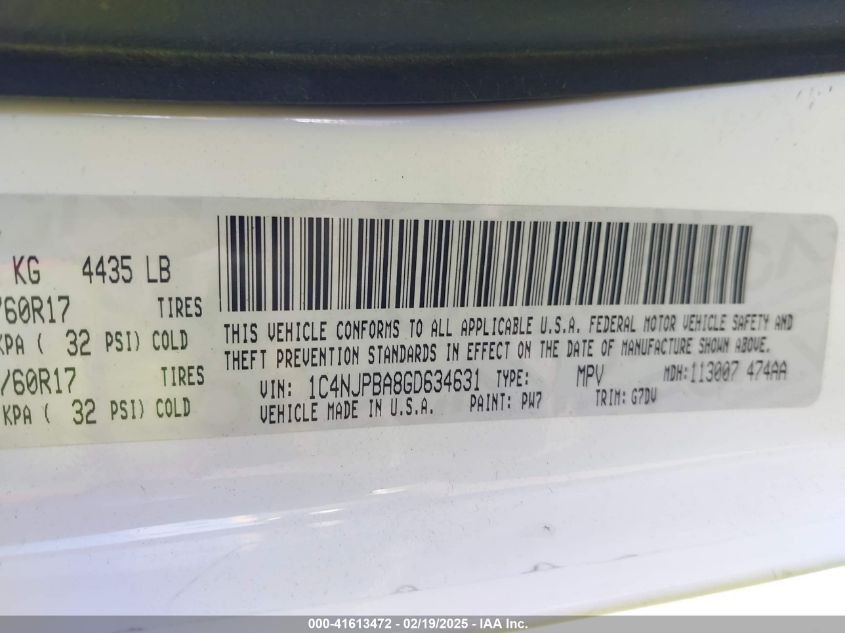 KG 4435 LB
/60R17 TIRES
KPA ( 32 PSI) COLD
/60R17 TIRES
KPA ( 32 PSI) COLD
THIS VEHICLE CONFORMS TO ALL APPLICABLE U.S.A. FEDERAL MOTOR VEHICLE SAFETY AND
THEFT PREVENTION STANDARDS IN EFFECT ON THE DATE OF MANUFACTURE SHOWN ABOVE.
VIN: 1C4NJPBA8GD634631 TYPE: MPV MDH:113007 474AA
VEHICLE MADE IN U.S.A. PAINT: PW7 TRIM: G7DV
000-41613472 - 02/19/2025 - IAA Inc.